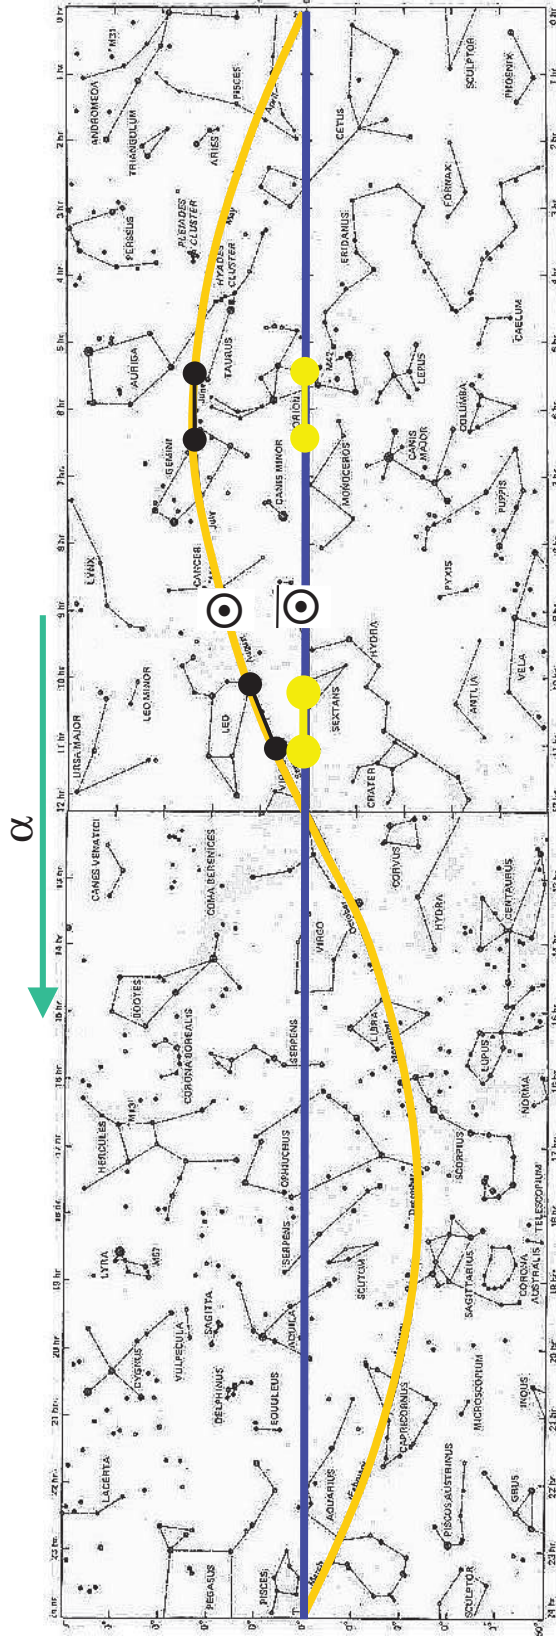 0 hr
1 hr
2 hr
3 hr
4 hr
5 hr
6 hr
7 hr
8 hr
9 hr
10 hr
11 hr
12 hr
13 hr
14 hr
15 hr
16 hr
17 hr
18 hr
19 hr
20 hr
21 hr
22 hr
23 hr
24 hr
α
ANDROMEDA
M31
TRIANGULUM
PISCES
ARIES
April
CETUS
SCULPTOR
PHOENIX
PERSEUS
PLEIADES
CLUSTER
HYADES
CLUSTER
May
ERIDANUS
FORNAX
AURIGA
TAURUS
June
ORION
M42
LEPUS
CAELUM
COLUMBA
GEMINI
July
CANIS MINOR
MONOCEROS
CANIS
MAJOR
PUPPIS
LYNX
CANCER
PYXIS
URSA MAJOR
LEO MINOR
LEO
SEXTANS
HYDRA
ANTLIA
VELA
CRATER
CANES VENATICI
COMA BERENICES
VIRGO
October
CORVUS
HYDRA
CENTAURUS
BOOTES
CORONA BOREALIS
SERPENS
LIBRA
November
LUPUS
NORMA
HERCULES
M13
OPHIUCHUS
SCORPIUS
TELESCOPIUM
LYRA
M57
SERPENS
SCUTUM
December
SAGITTARIUS
CORONA
AUSTRALIS
CYGNUS
VULPECULA
SAGITTA
AQUILA
DELPHINUS
EQUULEUS
CAPRICORNUS
MICROSCOPIUM
INDUS
LACERTA
AQUARIUS
February
PISCUS AUSTRINUS
GRUS
PEGASUS
PISCES
March
SCULPTOR